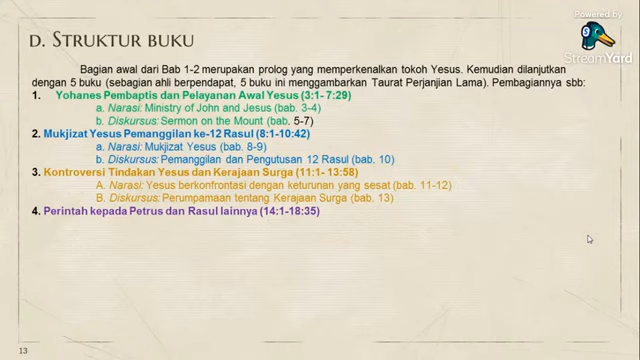 Powered by
StreamYard
D. STRUKTUR BUKU
Bagian awal dari Bab 1-2 merupakan prolog yang memperkenalkan tokoh Yesus. Kemudian dilanjutkan
dengan 5 buku (sebagian ahli berpendapat, 5 buku ini menggambarkan Taurat Perjanjian Lama). Pembagiannya sbb:
1. Yohanes Pembaptis dan Pelayanan Awal Yesus (3:1- 7:29)
a. Narasi: Ministry of John and Jesus (bab. 3-4)
b. Diskursus: Sermon on the Mount (bab. 5-7)
2. Mukjizat Yesus Pemanggilan ke-12 Rasul (8:1-10:42)
a. Narasi: Mukjizat Yesus (bab. 8-9)
b. Diskursus: Pemanggilan dan Pengutusan 12 Rasul (bab. 10)
3. Kontroversi Tindakan Yesus dan Kerajaan Surga (11:1- 13:58)
A. Narasi: Yesus berkonfrontasi dengan keturunan yang sesat (bab. 11-12)
B. Diskursus: Perumpamaan tentang Kerajaan Surga (bab. 13)
4. Perintah kepada Petrus dan Rasul lainnya (14:1-18:35)
13